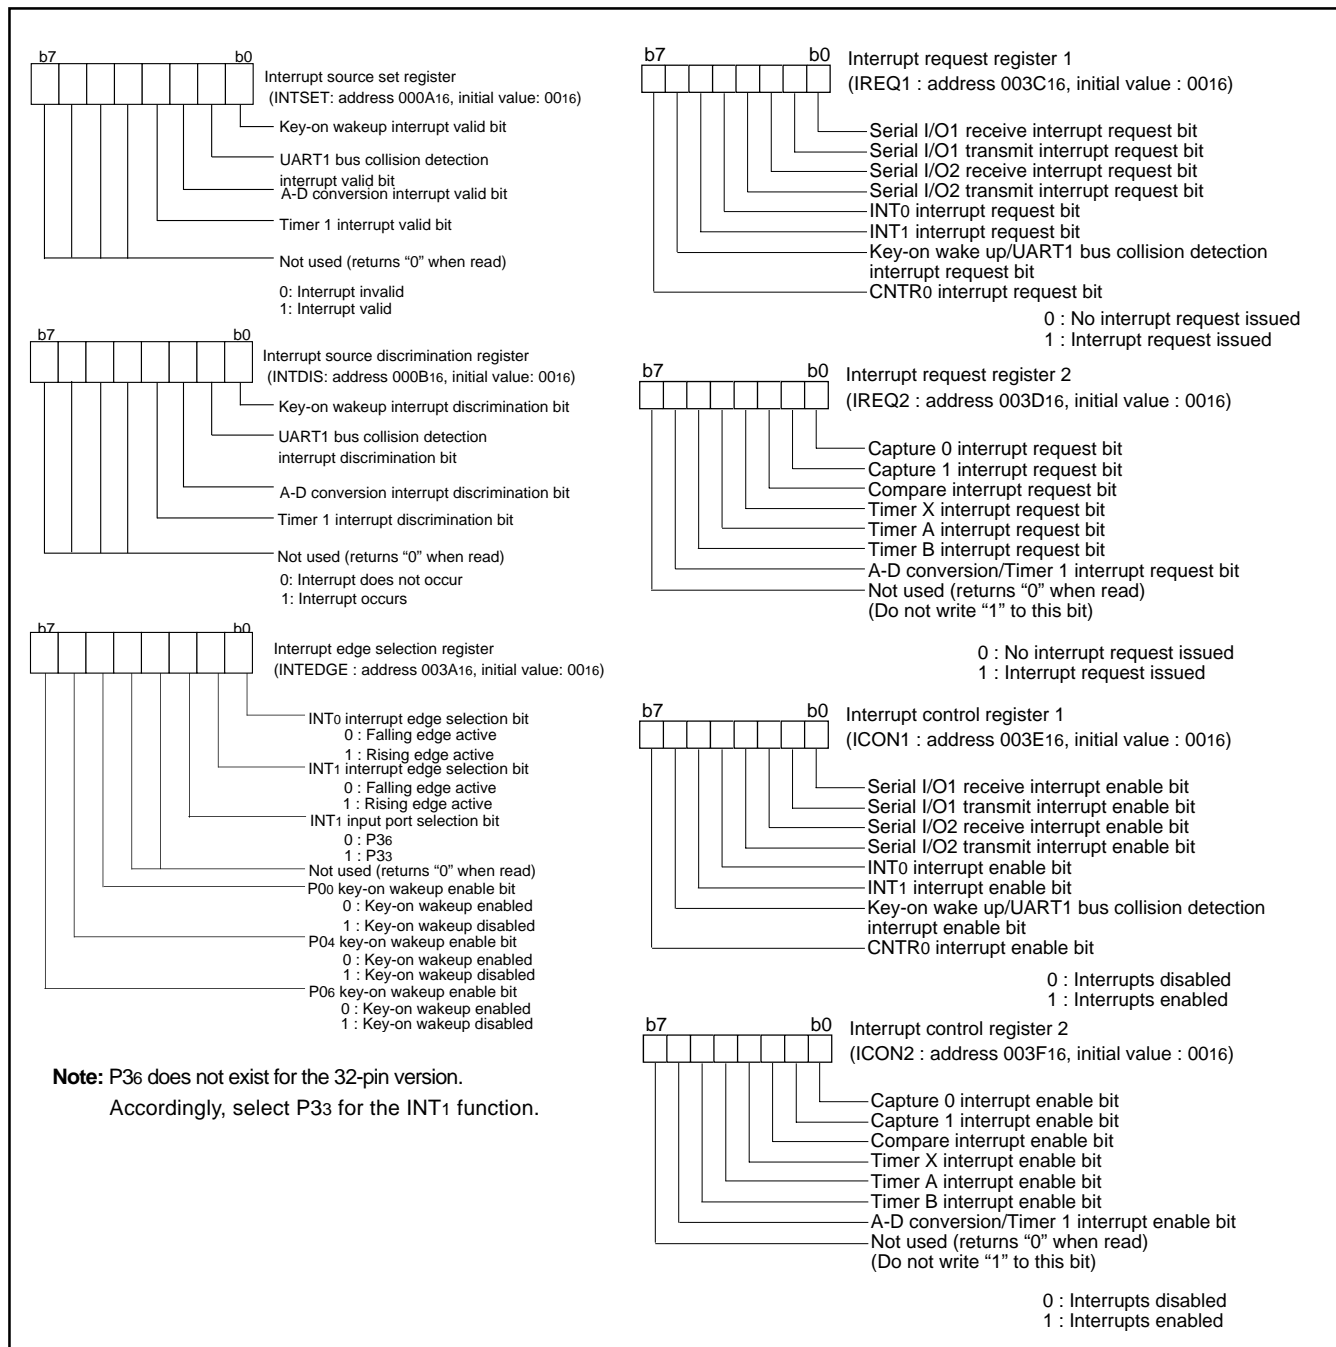 b7 b0
Interrupt source set register
(INTSET: address 000A16, initial value: 0016)
Key-on wakeup interrupt valid bit
UART1 bus collision detection
interrupt valid bit
A-D conversion interrupt valid bit
Timer 1 interrupt valid bit
Not used (returns “0” when read)
0: Interrupt invalid
1: Interrupt valid
b7 b0
Interrupt source discrimination register
(INTDIS: address 000B16, initial value: 0016)
Key-on wakeup interrupt discrimination bit
UART1 bus collision detection
interrupt discrimination bit
A-D conversion interrupt discrimination bit
Timer 1 interrupt discrimination bit
Not used (returns “0” when read)
0: Interrupt does not occur
1: Interrupt occurs
b7 b0
Interrupt edge selection register
(INTEDGE : address 003A16, initial value: 0016)
INT0 interrupt edge selection bit
0 : Falling edge active
1 : Rising edge active
INT1 interrupt edge selection bit
0 : Falling edge active
1 : Rising edge active
INT1 input port selection bit
0 : P36
1 : P33
Not used (returns “0” when read)
P00 key-on wakeup enable bit
0 : Key-on wakeup enabled
1 : Key-on wakeup disabled
P04 key-on wakeup enable bit
0 : Key-on wakeup enabled
1 : Key-on wakeup disabled
P06 key-on wakeup enable bit
0 : Key-on wakeup enabled
1 : Key-on wakeup disabled
Note: P36 does not exist for the 32-pin version.
Accordingly, select P33 for the INT1 function.
b7 b0
Interrupt request register 1
(IREQ1 : address 003C16, initial value : 0016)
Serial I/O1 receive interrupt request bit
Serial I/O1 transmit interrupt request bit
Serial I/O2 receive interrupt request bit
Serial I/O2 transmit interrupt request bit
INT0 interrupt request bit
INT1 interrupt request bit
Key-on wake up/UART1 bus collision detection
interrupt request bit
CNTR0 interrupt request bit
0 : No interrupt request issued
1 : Interrupt request issued
b7 b0
Interrupt request register 2
(IREQ2 : address 003D16, initial value : 0016)
Capture 0 interrupt request bit
Capture 1 interrupt request bit
Compare interrupt request bit
Timer X interrupt request bit
Timer A interrupt request bit
Timer B interrupt request bit
A-D conversion/Timer 1 interrupt request bit
Not used (returns “0” when read)
(Do not write “1” to this bit)
0 : No interrupt request issued
1 : Interrupt request issued
b7 b0
Interrupt control register 1
(ICON1 : address 003E16, initial value : 0016)
Serial I/O1 receive interrupt enable bit
Serial I/O1 transmit interrupt enable bit
Serial I/O2 receive interrupt enable bit
Serial I/O2 transmit interrupt enable bit
INT0 interrupt enable bit
INT1 interrupt enable bit
Key-on wake up/UART1 bus collision detection
interrupt enable bit
CNTR0 interrupt enable bit
0 : Interrupts disabled
1 : Interrupts enabled
b7 b0
Interrupt control register 2
(ICON2 : address 003F16, initial value : 0016)
Capture 0 interrupt enable bit
Capture 1 interrupt enable bit
Compare interrupt enable bit
Timer X interrupt enable bit
Timer A interrupt enable bit
Timer B interrupt enable bit
A-D conversion/Timer 1 interrupt enable bit
Not used (returns “0” when read)
(Do not write “1” to this bit)
0 : Interrupts disabled
1 : Interrupts enabled